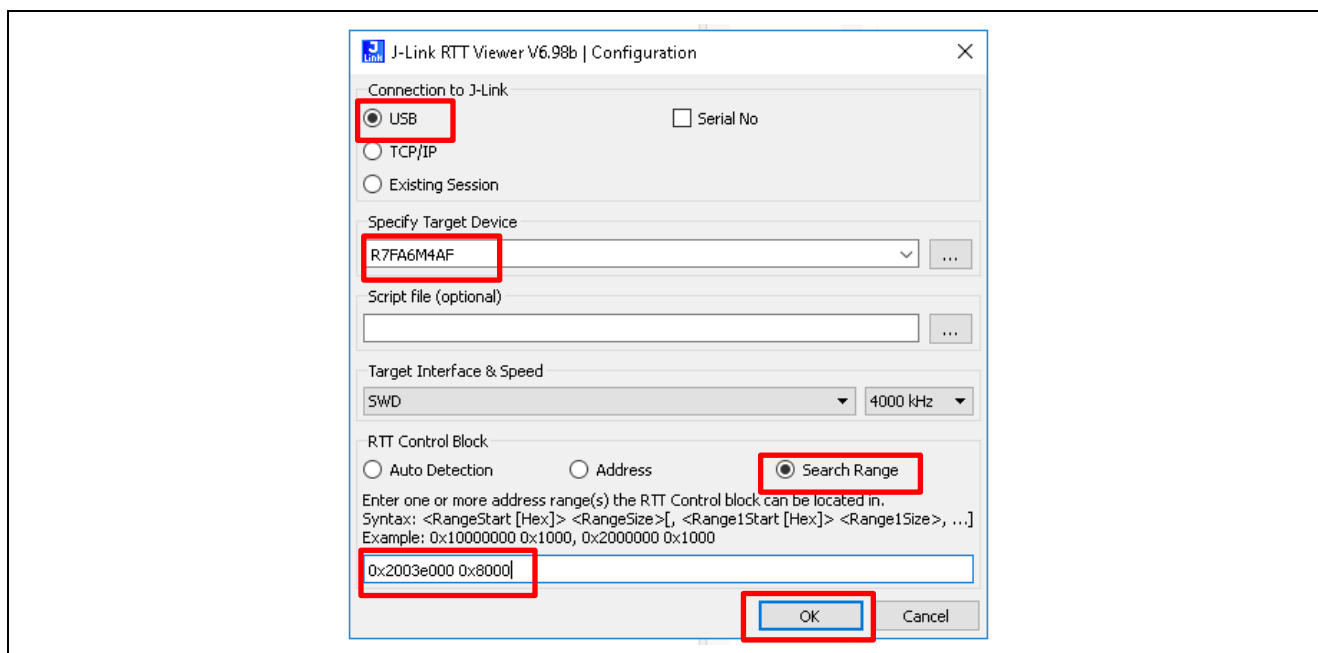 J-Link RTT Viewer V6.98b | Configuration
Connection to J-Link
USB
Serial No
TCP/IP
Existing Session
Specify Target Device
R7FA6M4AF
...
Script file (optional)
...
Target Interface & Speed
SWD
4000 kHz
RTT Control Block
Auto Detection
Address
Search Range
Enter one or more address range(s) the RTT Control block can be located in.
Syntax: <RangeStart [Hex]> <RangeSize>[, <Range1Start [Hex]> <Range1Size>, ...]
Example: 0x10000000 0x1000, 0x2000000 0x1000
0x2003e000 0x8000
OK
Cancel